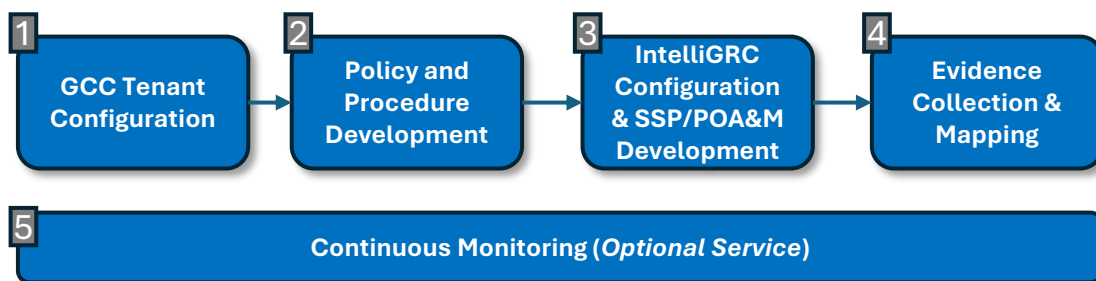 1
GCC Tenant
Configuration
2
Policy and
Procedure
Development
3
IntelliGRC
Configuration
& SSP/POA&M
Development
4
Evidence
Collection &
Mapping
5
Continuous Monitoring (Optional Service)